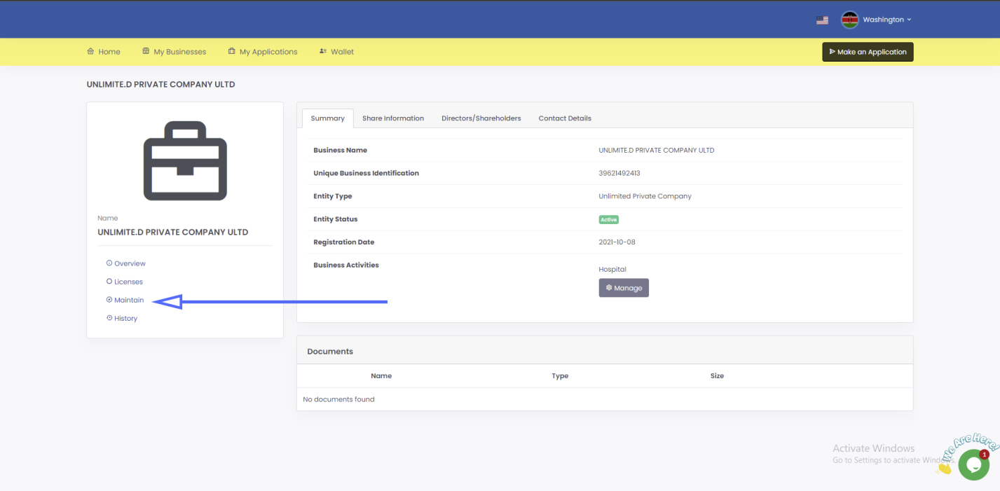 Washington
Home My Businesses My Applications Wallet Make an Application
UNLIMITE.D PRIVATE COMPANY ULTD
Name
UNLIMITE.D PRIVATE COMPANY ULTD
Overview
Licenses
Maintain
History
Summary Share Information Directors/Shareholders Contact Details
Business Name UNLIMITE.D PRIVATE COMPANY ULTD
Unique Business Identification 39621492413
Entity Type Unlimited Private Company
Entity Status Active
Registration Date 2021-10-08
Business Activities Hospital
Manage
Documents
Name Type Size
No documents found
Activate Windows
Go to Settings to activate Windows.
We Are Here!
1